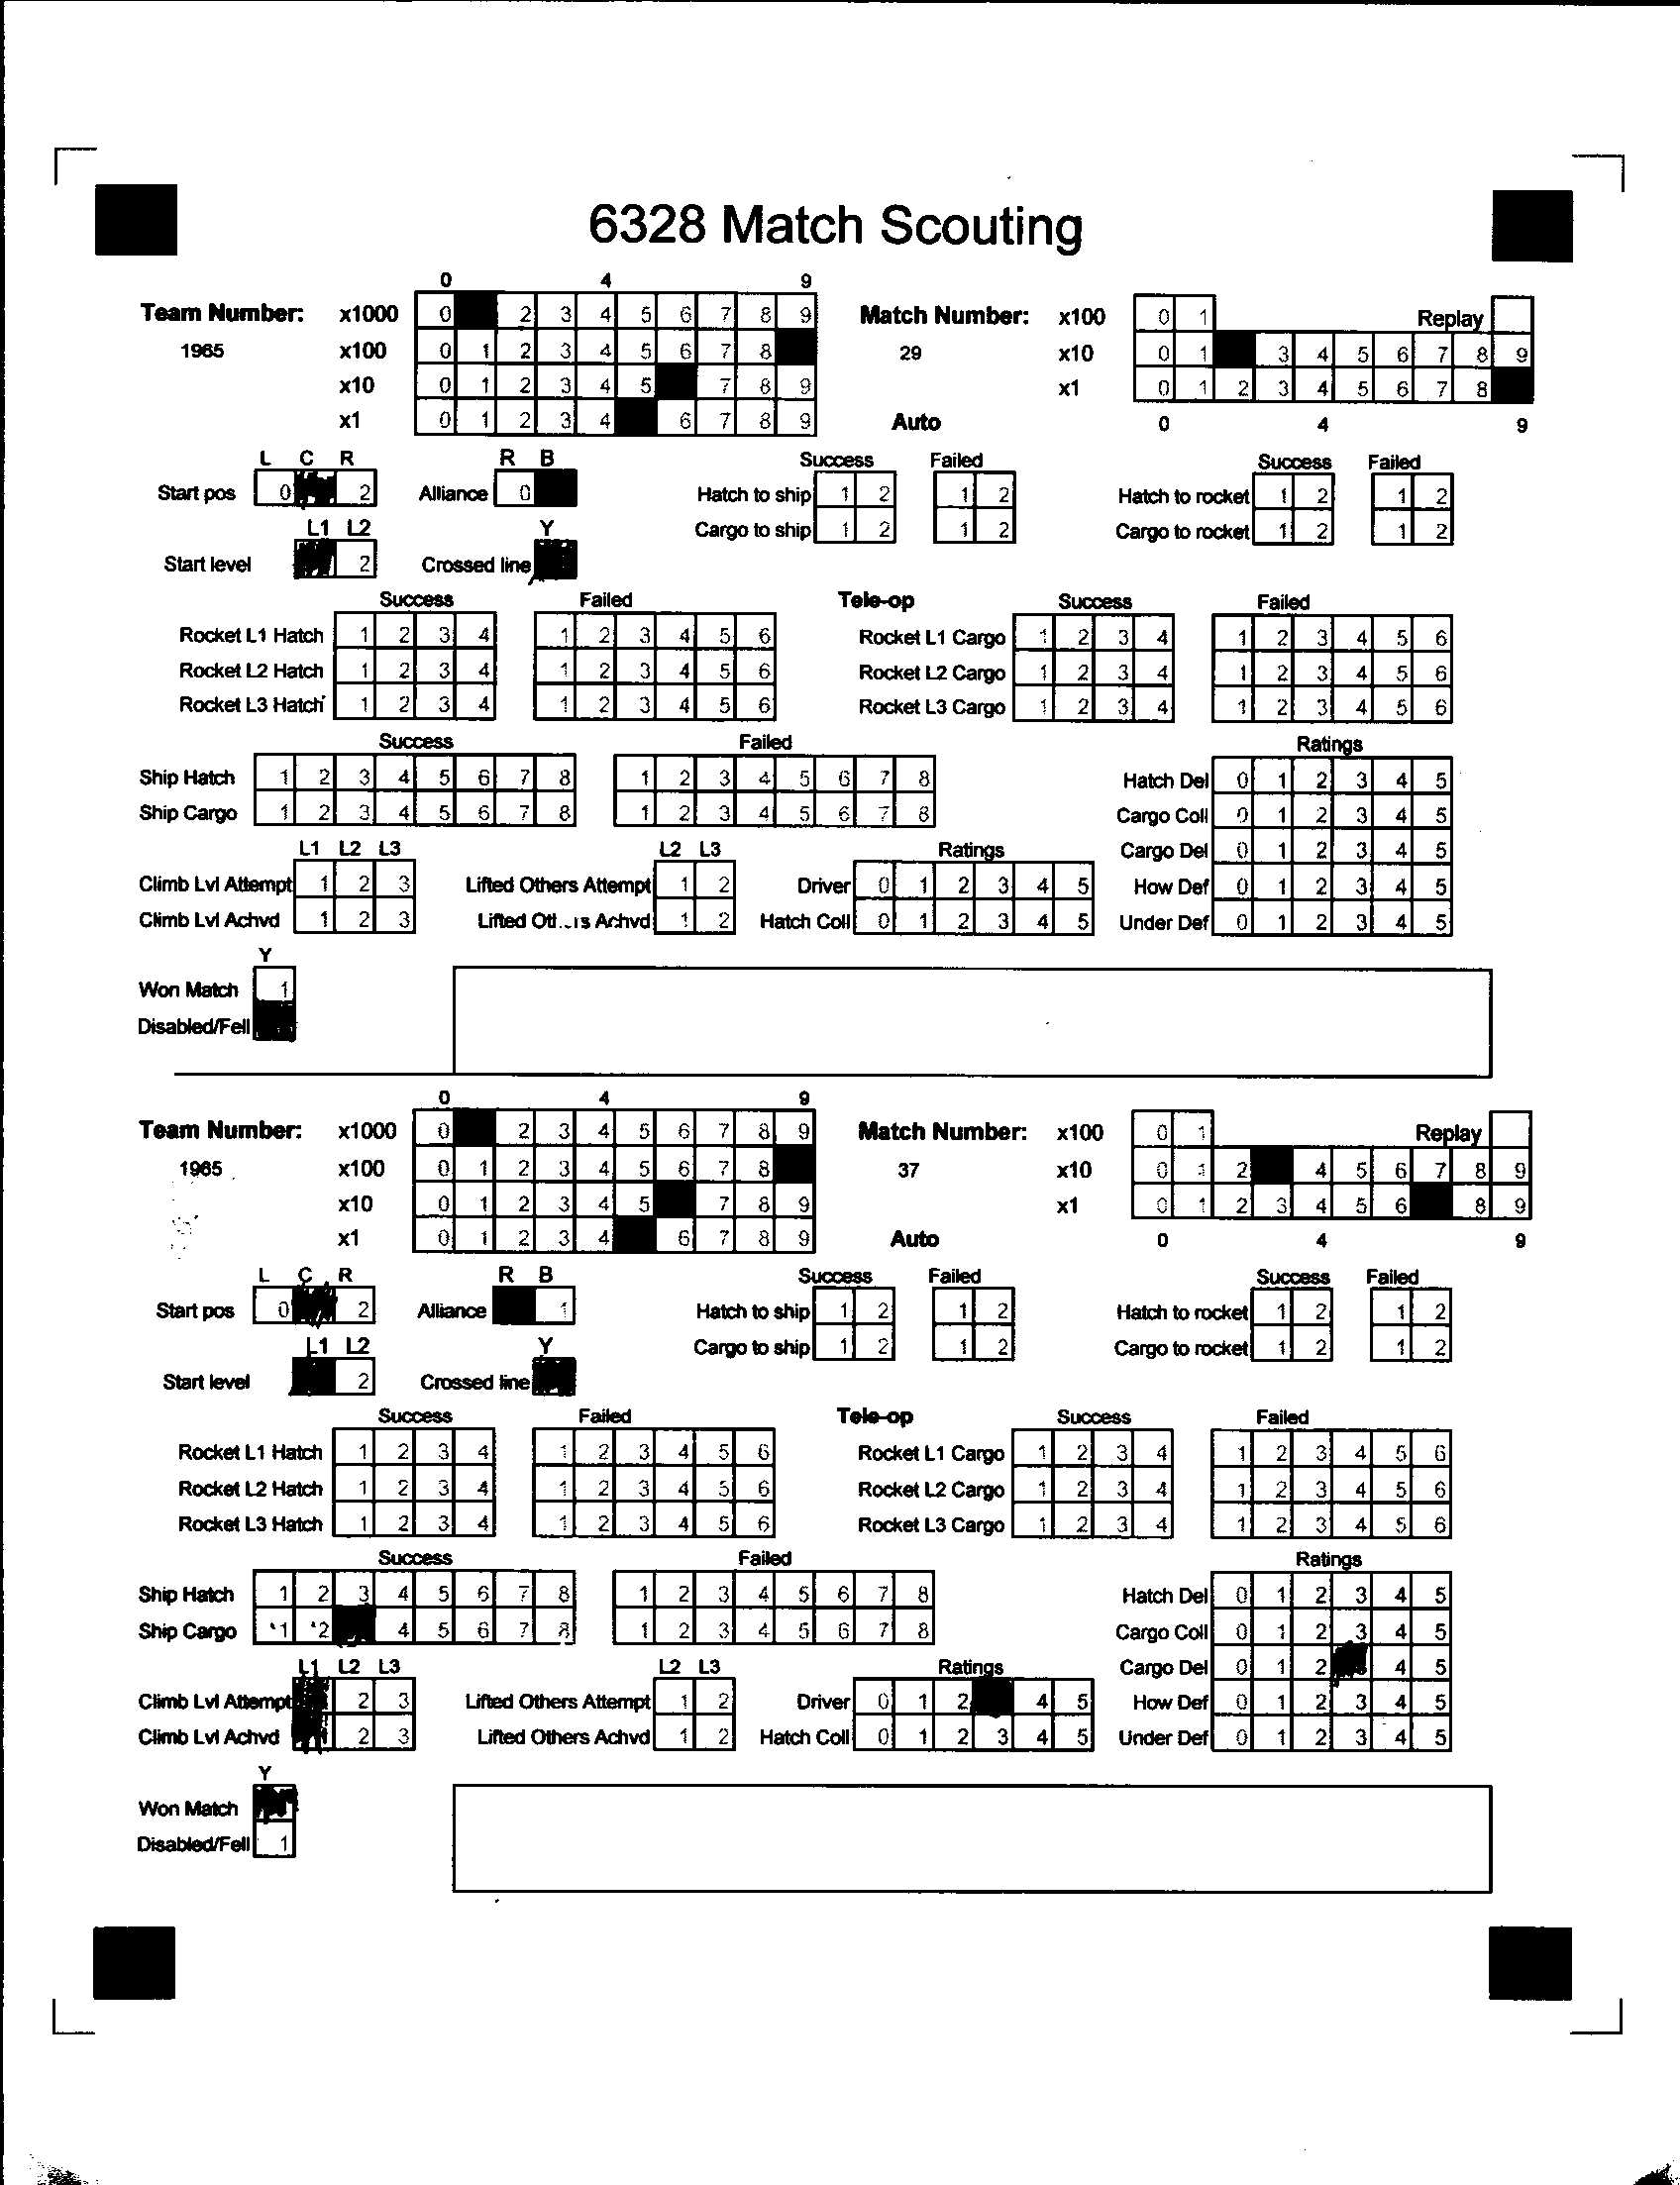 6328 Match Scouting
0 4 9
Team Number: x1000 0 2 3 4 5 6 7 8 9 Match Number: x100 0 1 Replay
1965 x100 0 1 2 3 4 5 6 7 8 29 x10 0 1 3 4 5 6 7 8 9
x10 0 1 2 3 4 5 7 8 9 x1 0 1 2 3 4 5 6 7 8
x1 0 1 2 3 4 6 7 8 9 Auto 0 4 9
L C R R B Success Failed Success Failed
Start pos 0 2 Alliance 0 Hatch to ship 1 2 1 2 Hatch to rocket 1 2 1 2
L1 L2 Y Cargo to ship 1 2 1 2 Cargo to rocket 1 2 1 2
Start level 2 Crossed line
Success Failed Tele-op Success Failed
Rocket L1 Hatch 1 2 3 4 1 2 3 4 5 6 Rocket L1 Cargo 1 2 3 4 1 2 3 4 5 6
Rocket L2 Hatch 1 2 3 4 1 2 3 4 5 6 Rocket L2 Cargo 1 2 3 4 1 2 3 4 5 6
Rocket L3 Hatch 1 2 3 4 1 2 3 4 5 6 Rocket L3 Cargo 1 2 3 4 1 2 3 4 5 6
Success Failed Ratings
Ship Hatch 1 2 3 4 5 6 7 8 1 2 3 4 5 6 7 8 Hatch Del 0 1 2 3 4 5
Ship Cargo 1 2 3 4 5 6 7 8 1 2 3 4 5 6 7 8 Cargo Coll 0 1 2 3 4 5
L1 L2 L3 L2 L3 Ratings Cargo Del 0 1 2 3 4 5
Climb Lvl Attempt 1 2 3 Lifted Others Attempt 1 2 Driver 0 1 2 3 4 5 How Def 0 1 2 3 4 5
Climb Lvl Achvd 1 2 3 Lifted Achvd 1 2 Hatch Coll 0 1 2 3 4 5 Under Def 0 1 2 3 4 5
Y
Won Match 1
Disabled/Fell
0 4 9
Team Number: x1000 0 2 3 4 5 6 7 8 9 Match Number: x100 0 1 Replay
1965 x100 0 1 2 3 4 5 6 7 8 37 x10 0 1 2 4 5 6 7 8 9
x10 0 1 2 3 4 5 7 8 9 x1 0 1 2 3 4 5 6 8 9
x1 0 1 2 3 4 6 7 8 9 Auto 0 4 9
L C R R B Success Failed Success Failed
Start pos 0 2 Alliance 1 Hatch to ship 1 2 1 2 Hatch to rocket 1 2 1 2
L1 L2 Y Cargo to ship 1 2 1 2 Cargo to rocket 1 2 1 2
Start level 2 Crossed line
Success Failed Tele-op Success Failed
Rocket L1 Hatch 1 2 3 4 1 2 3 4 5 6 Rocket L1 Cargo 1 2 3 4 1 2 3 4 5 6
Rocket L2 Hatch 1 2 3 4 1 2 3 4 5 6 Rocket L2 Cargo 1 2 3 4 1 2 3 4 5 6
Rocket L3 Hatch 1 2 3 4 1 2 3 4 5 6 Rocket L3 Cargo 1 2 3 4 1 2 3 4 5 6
Success Failed Ratings
Ship Hatch 1 2 3 4 5 6 7 8 1 2 3 4 5 6 7 8 Hatch Del 0 1 2 3 4 5
Ship Cargo 1 2 4 5 6 7 8 1 2 3 4 5 6 7 8 Cargo Coll 0 1 2 3 4 5
L1 L2 L3 L2 L3 Ratings Cargo Del 0 1 2 4 5
Climb Lvl Attempt 2 3 Lifted Others Attempt 1 2 Driver 0 1 2 4 5 How Def 0 1 2 3 4 5
Climb Lvl Achvd 2 3 Lifted Others Achvd 1 2 Hatch Coll 0 1 2 3 4 5 Under Def 0 1 2 3 4 5
Y
Won Match
Disabled/Fell 1